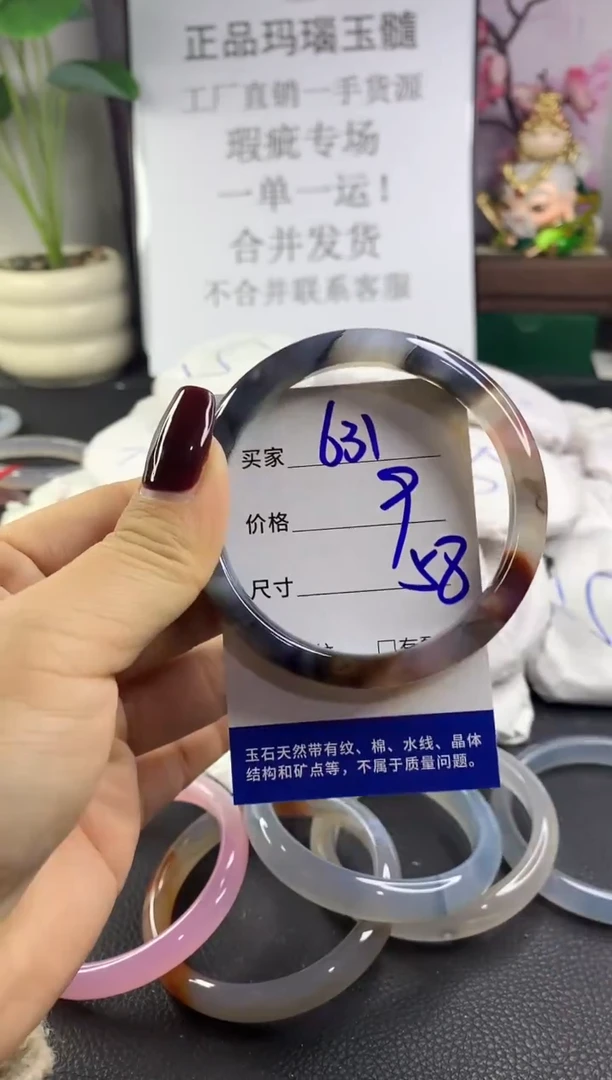 正品玛瑙玉髓
工厂直销一手货源
瑕疵专场
一单一运！
合并发货
不合并联系客服
买家 631
价格 9
尺寸 58
玉石天然带有纹、棉、水线、晶体
结构和矿点等，不属于质量问题。